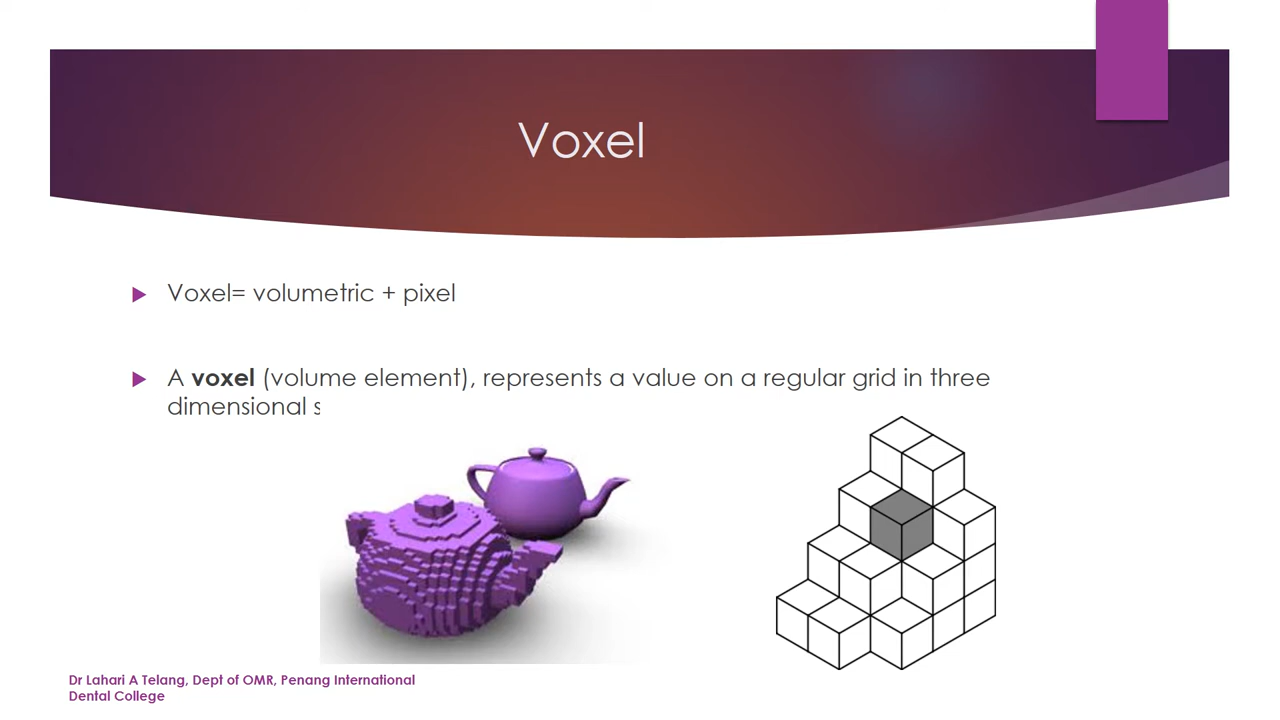 Voxel
Voxel= volumetric + pixel
A voxel (volume element), represents a value on a regular grid in three
dimensional s
Dr Lahari A Telang, Dept of OMR, Penang International
Dental College